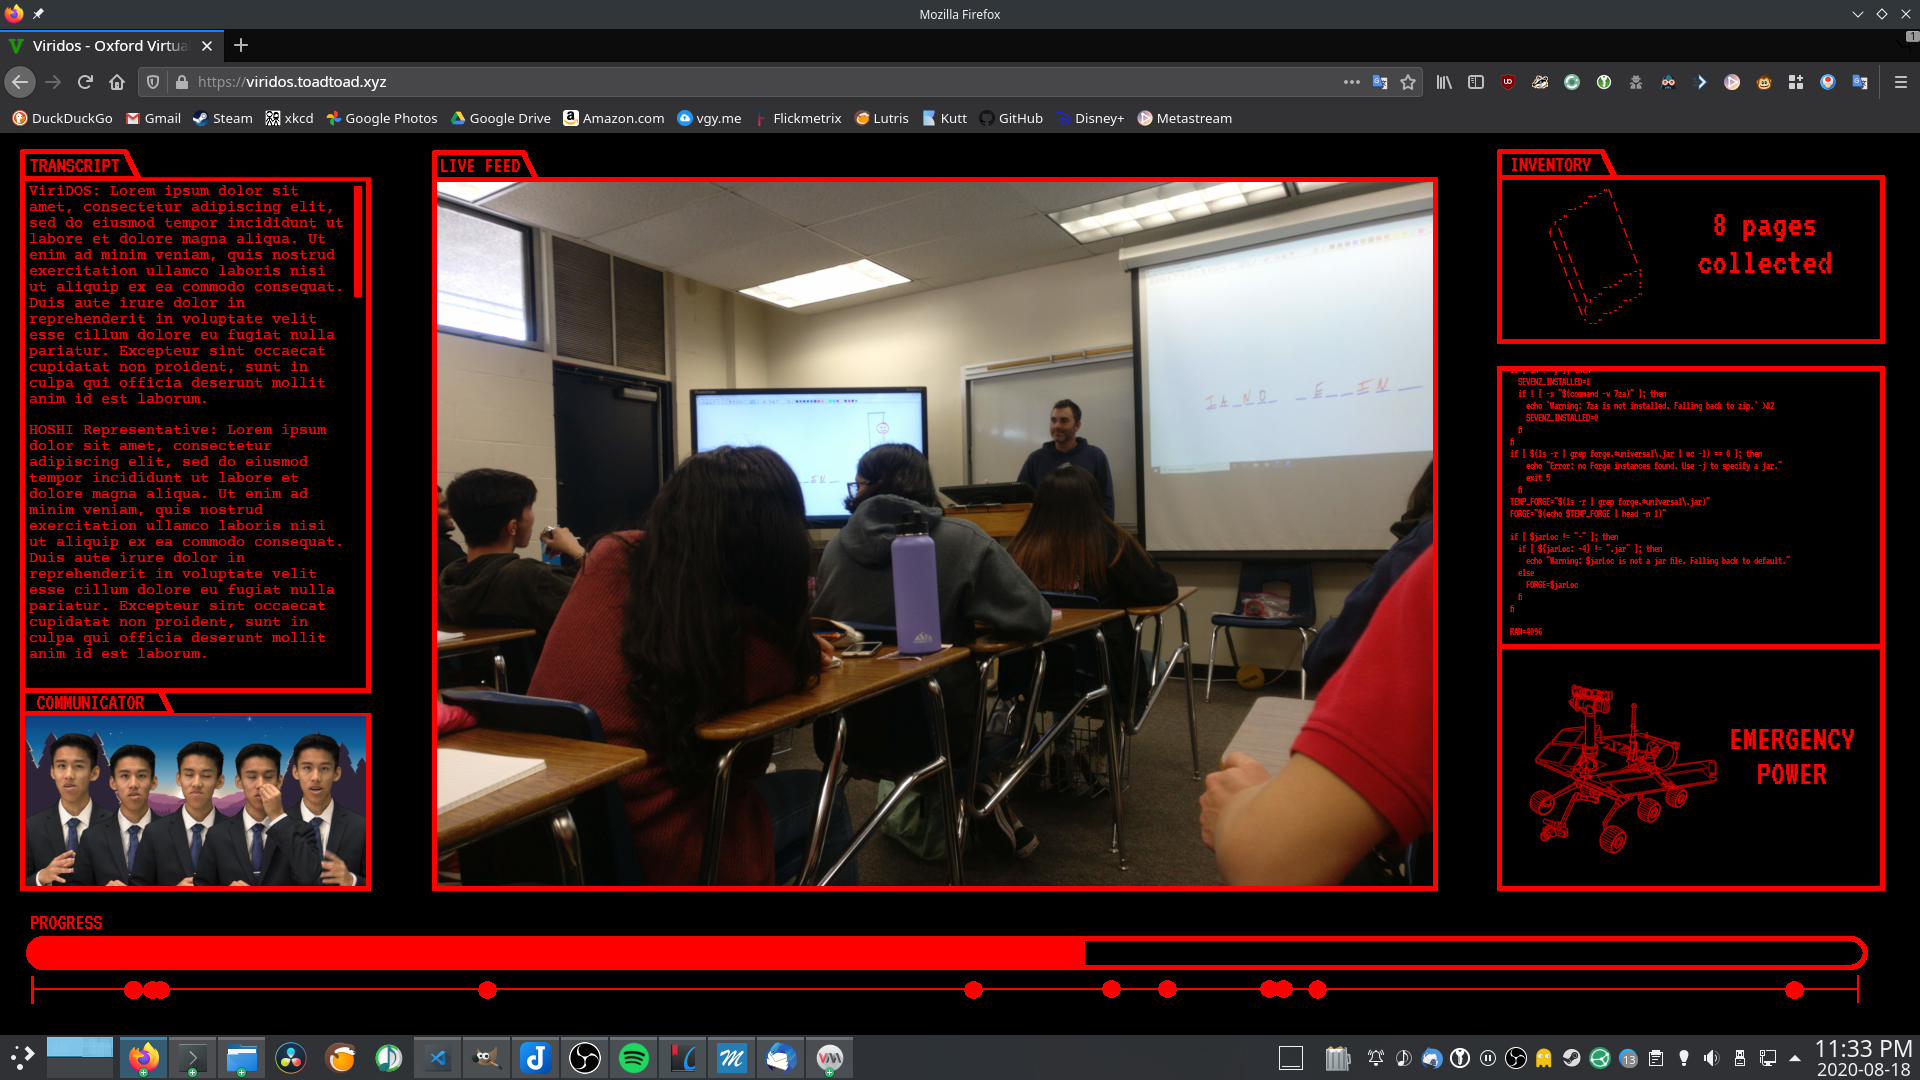 Mozilla Firefox
Viridos - Oxford Virtua
1
https://viridos.toadtoad.xyz
DuckDuckGo
Gmail
Steam
xkcd
Google Photos
Google Drive
Amazon.com
vgy.me
Flickmetrix
Lutris
Kutt
GitHub
Disney+
Metastream
TRANSCRIPT
ViriDOS: Lorem ipsum dolor sit
amet, consectetur adipiscing elit,
sed do eiusmod tempor incididunt ut
labore et dolore magna aliqua. Ut
enim ad minim veniam, quis nostrud
exercitation ullamco laboris nisi
ut aliquip ex ea commodo consequat.
Duis aute irure dolor in
reprehenderit in voluptate velit
esse cillum dolore eu fugiat nulla
pariatur. Excepteur sint occaecat
cupidatat non proident, sunt in
culpa qui officia deserunt mollit
anim id est laborum.
HOSHI Representative: Lorem ipsum
dolor sit amet, consectetur
adipiscing elit, sed do eiusmod
tempor incididunt ut labore et
dolore magna aliqua. Ut enim ad
minim veniam, quis nostrud
exercitation ullamco laboris nisi
ut aliquip ex ea commodo consequat.
Duis aute irure dolor in
reprehenderit in voluptate velit
esse cillum dolore eu fugiat nulla
pariatur. Excepteur sint occaecat
cupidatat non proident, sunt in
culpa qui officia deserunt mollit
anim id est laborum.
COMMUNICATOR
LIVE FEED
INVENTORY
8 pages
collected
SEVENZ_INSTALLED=1
if ! [ -x "$(command -v 7za)" ]; then
echo 'Warning: 7za is not installed. Falling back to zip.' >&2
SEVENZ_INSTALLED=0
fi
fi
if [ $(ls -r | grep forge.*universal\.jar | wc -l) == 0 ]; then
echo "Error: no Forge instances found. Use -j to specify a jar."
exit 5
fi
TEMP_FORGE="$(ls -r | grep forge.*universal\.jar)"
FORGE="$(echo $TEMP_FORGE | head -n 1)"
if [ $jarLoc != "-" ]; then
if [ ${jarLoc: -4} != ".jar" ]; then
echo "Warning: $jarLoc is not a jar file. Falling back to default."
else
FORGE=$jarLoc
fi
fi
RAM=4096
EMERGENCY
POWER
PROGRESS
13
11:33 PM
2020-08-18